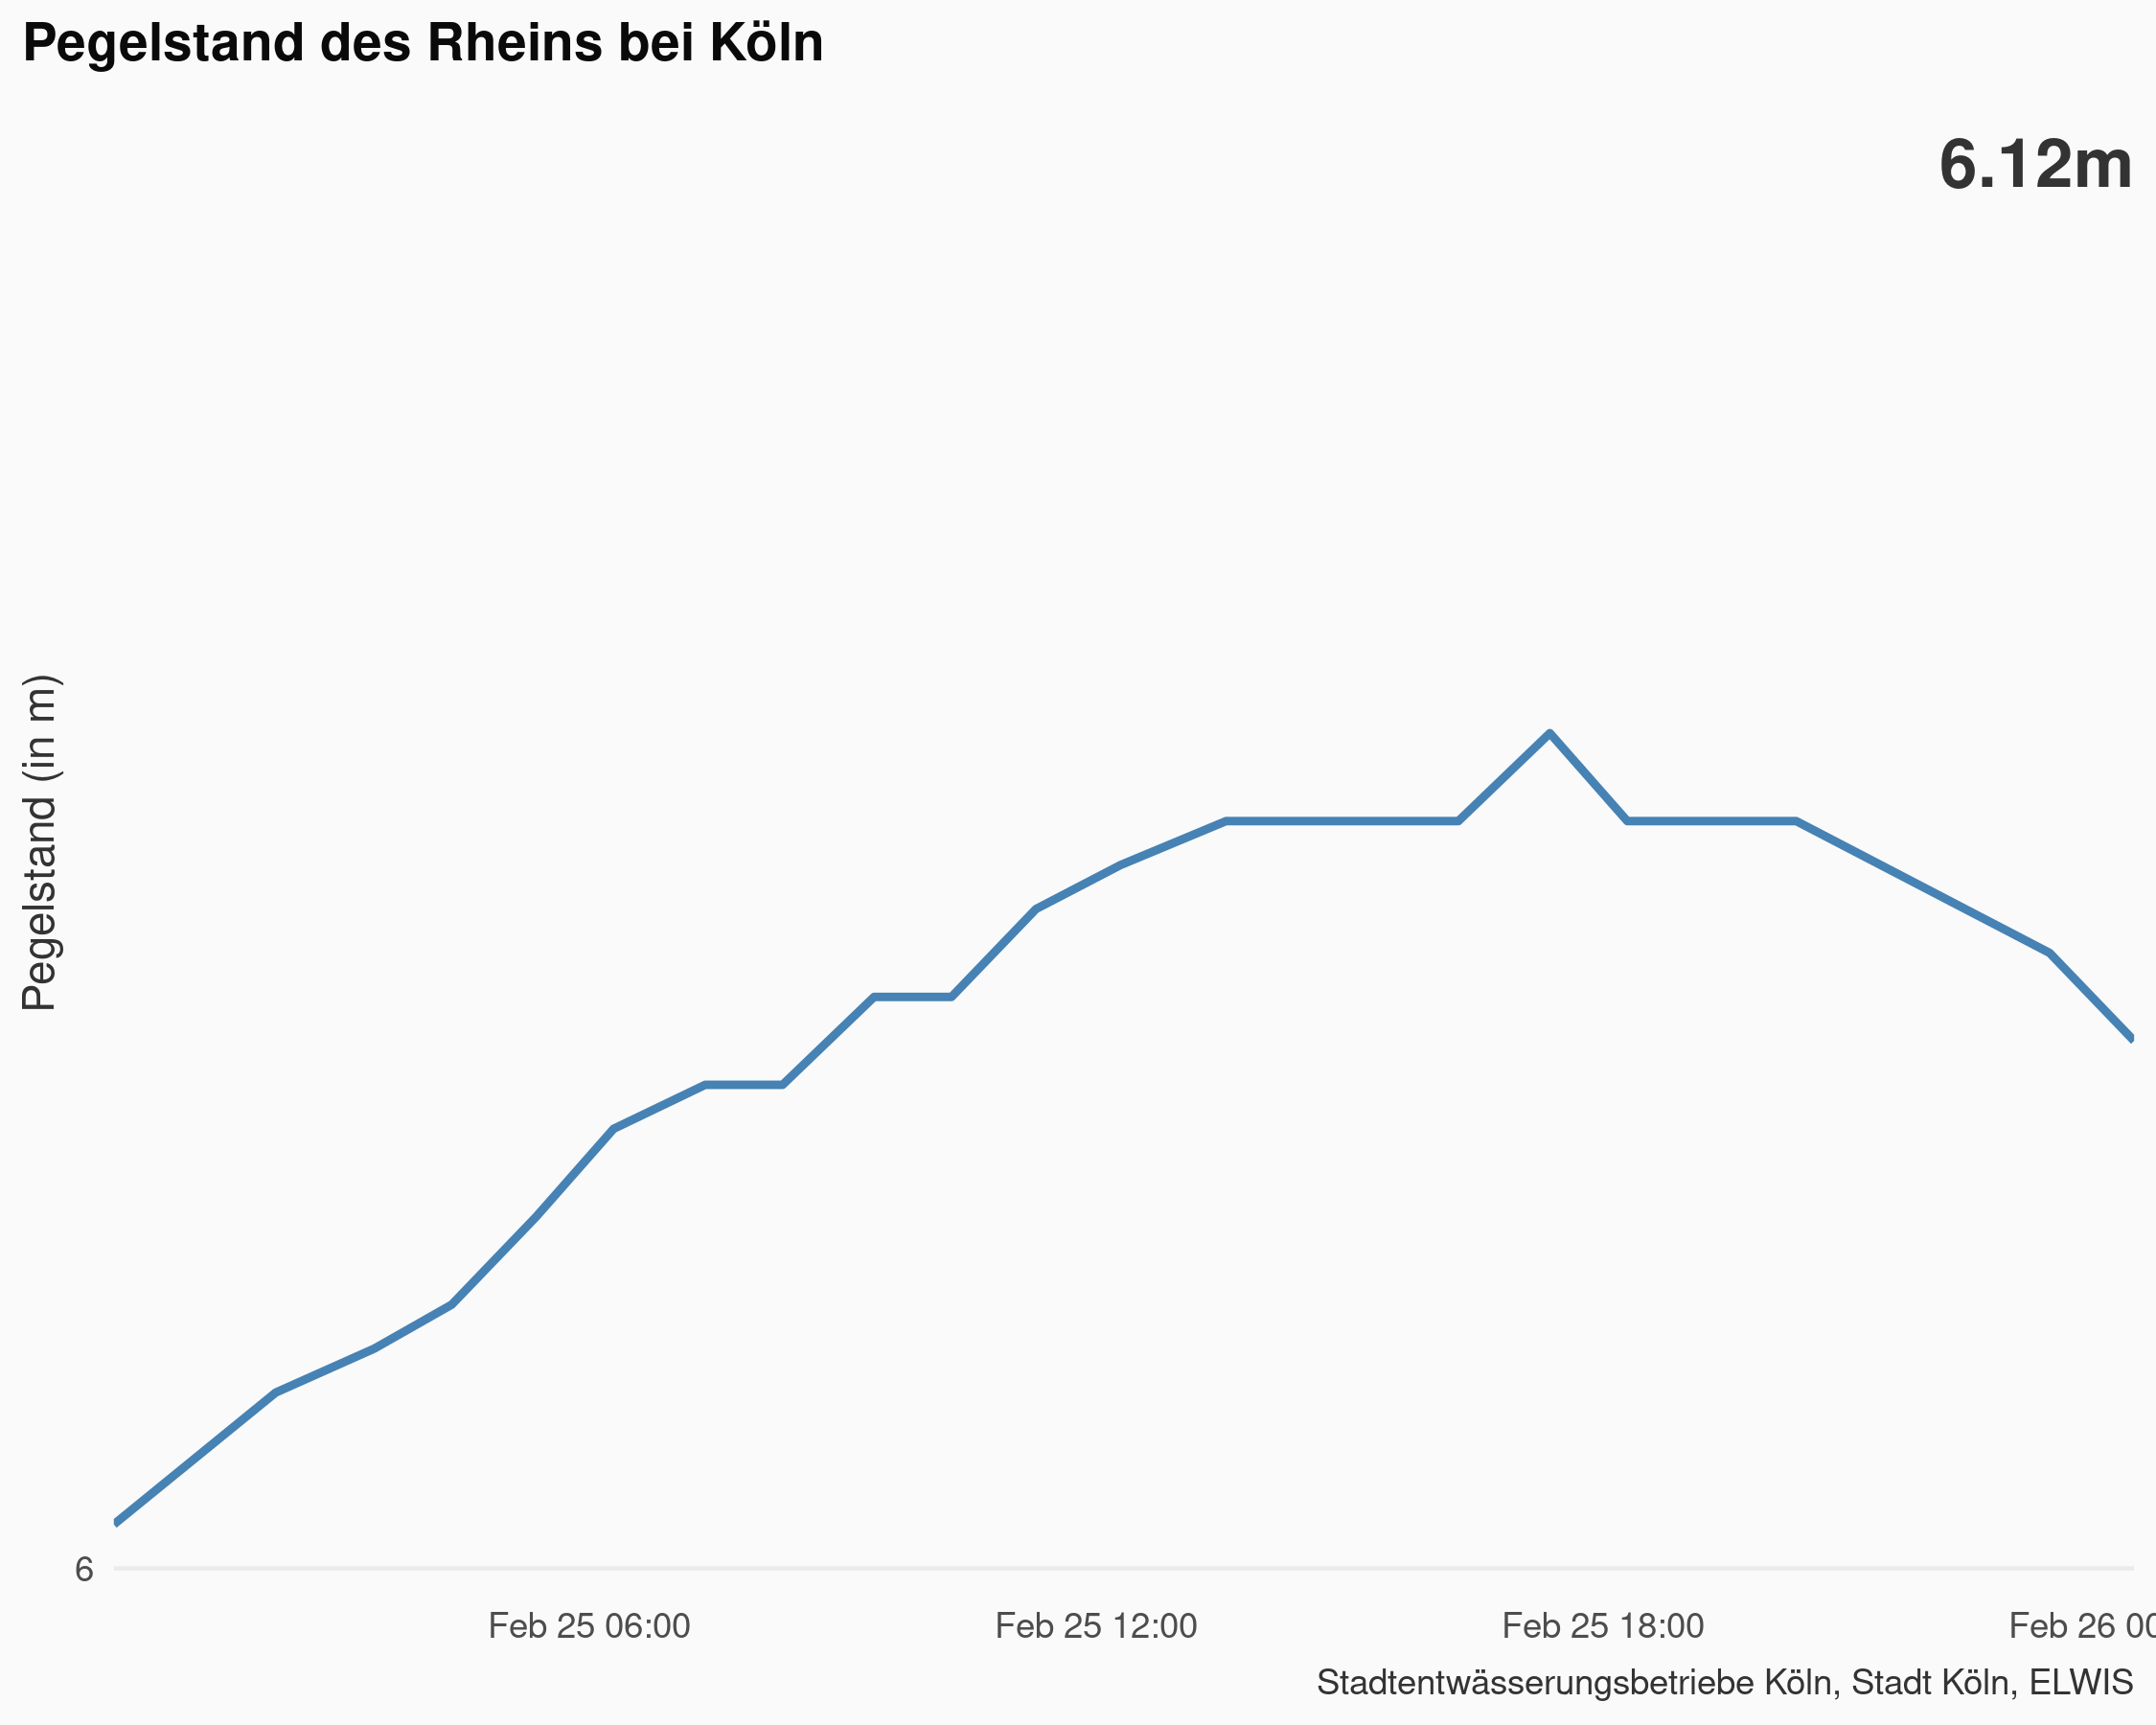 Pegelstand des Rheins bei Köln
6.12m
Pegelstand (in m)
6
Feb 25 06:00 Feb 25 12:00 Feb 25 18:00 Feb 26 00
Stadtentwässerungsbetriebe Köln, Stadt Köln, ELWIS